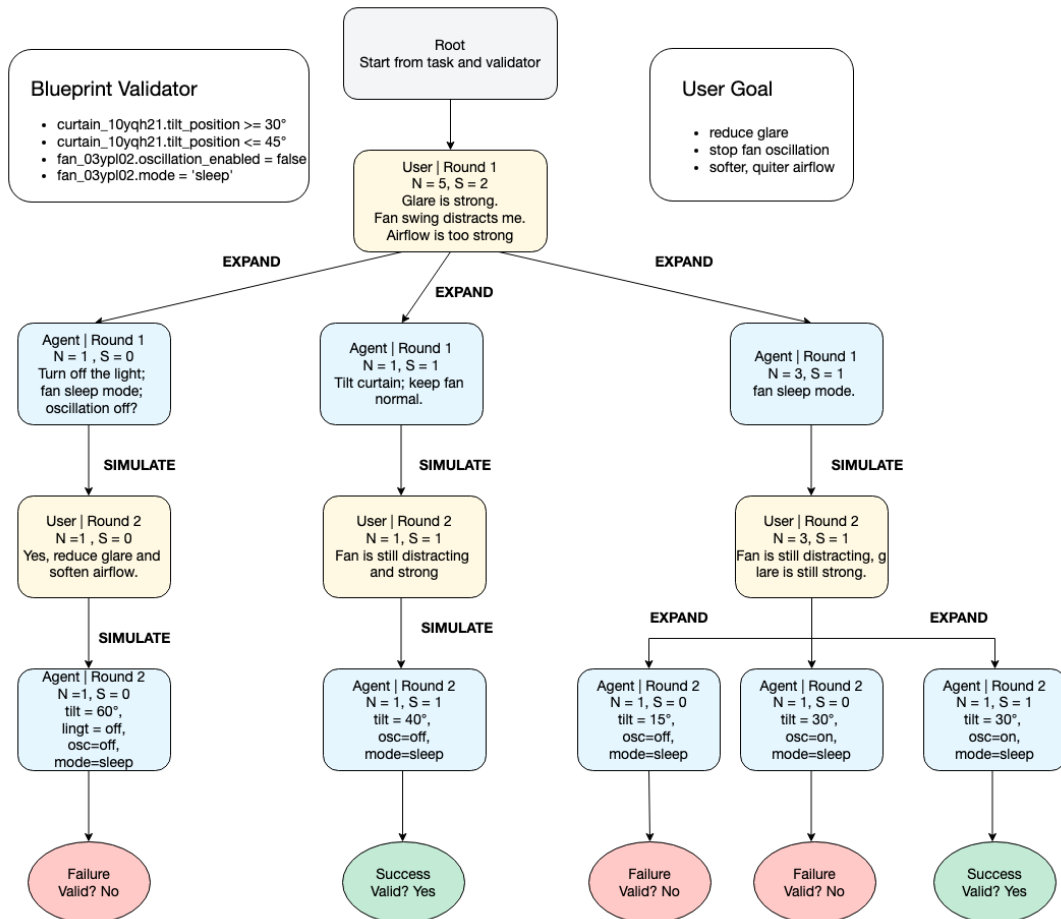 Root
Start from task and validator
Blueprint Validator
• curtain_10yqh21.tilt_position >= 30°
• curtain_10yqh21.tilt_position <= 45°
• fan_03ypl02.oscillation_enabled = false
• fan_03ypl02.mode = 'sleep'
User Goal
• reduce glare
• stop fan oscillation
• softer, quiter airflow
User | Round 1
N = 5, S = 2
Glare is strong.
Fan swing distracts me.
Airflow is too strong
EXPAND
EXPAND
EXPAND
Agent | Round 1
N = 1 , S = 0
Turn off the light;
fan sleep mode;
oscillation off?
Agent | Round 1
N = 1, S = 1
Tilt curtain; keep fan
normal.
Agent | Round 1
N = 3, S = 1
fan sleep mode.
SIMULATE
SIMULATE
SIMULATE
User | Round 2
N =1 , S = 0
Yes, reduce glare and
soften airflow.
User | Round 2
N = 1, S = 1
Fan is still distracting
and strong
User | Round 2
N = 3, S = 1
Fan is still distracting, g
lare is still strong.
SIMULATE
SIMULATE
EXPAND
EXPAND
Agent | Round 2
N =1, S = 0
tilt = 60°,
lingt = off,
osc=off,
mode=sleep
Agent | Round 2
N = 1, S = 1
tilt = 40°,
osc=off,
mode=sleep
Agent | Round 2
N = 1, S = 0
tilt = 15°,
osc=off,
mode=sleep
Agent | Round 2
N = 1, S = 0
tilt = 30°,
osc=on,
mode=sleep
Agent | Round 2
N = 1, S = 1
tilt = 30°,
osc=on,
mode=sleep
Failure
Valid? No
Success
Valid? Yes
Failure
Valid? No
Failure
Valid? No
Success
Valid? Yes